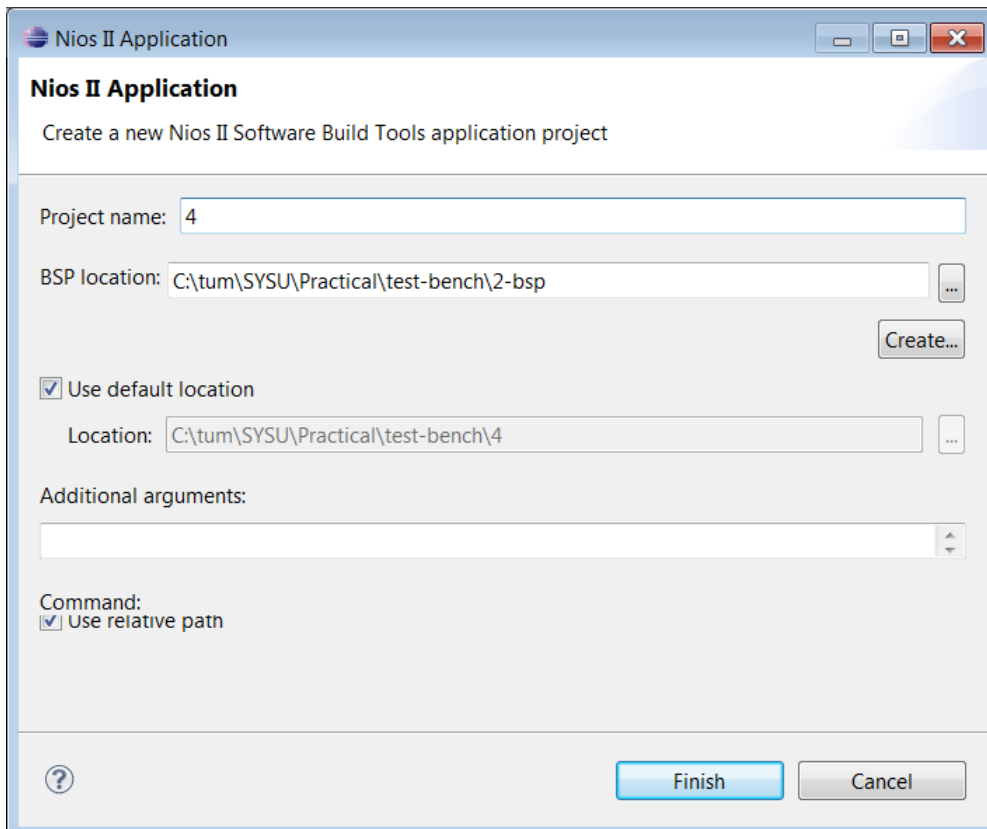 Nios II Application
Nios II Application
Create a new Nios II Software Build Tools application project
Project name: 4
BSP location: C:\tum\SYSU\Practical\test-bench\2-bsp ...
Create...
Use default location
Location: C:\tum\SYSU\Practical\test-bench\4 ...
Additional arguments:
Command:
Use relative path
? Finish Cancel